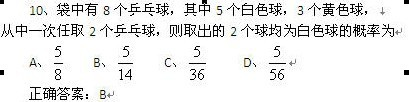 10、袋中有 8 个乒乓球，其中 5 个白色球，3 个黄色球，↓
从中一次任取 2 个乒乓球，则取出的 2 个球均为白色球的概率为↵
A、5/8 B、5/14 C、5/36 D、5/56↵
正确答案：B↵